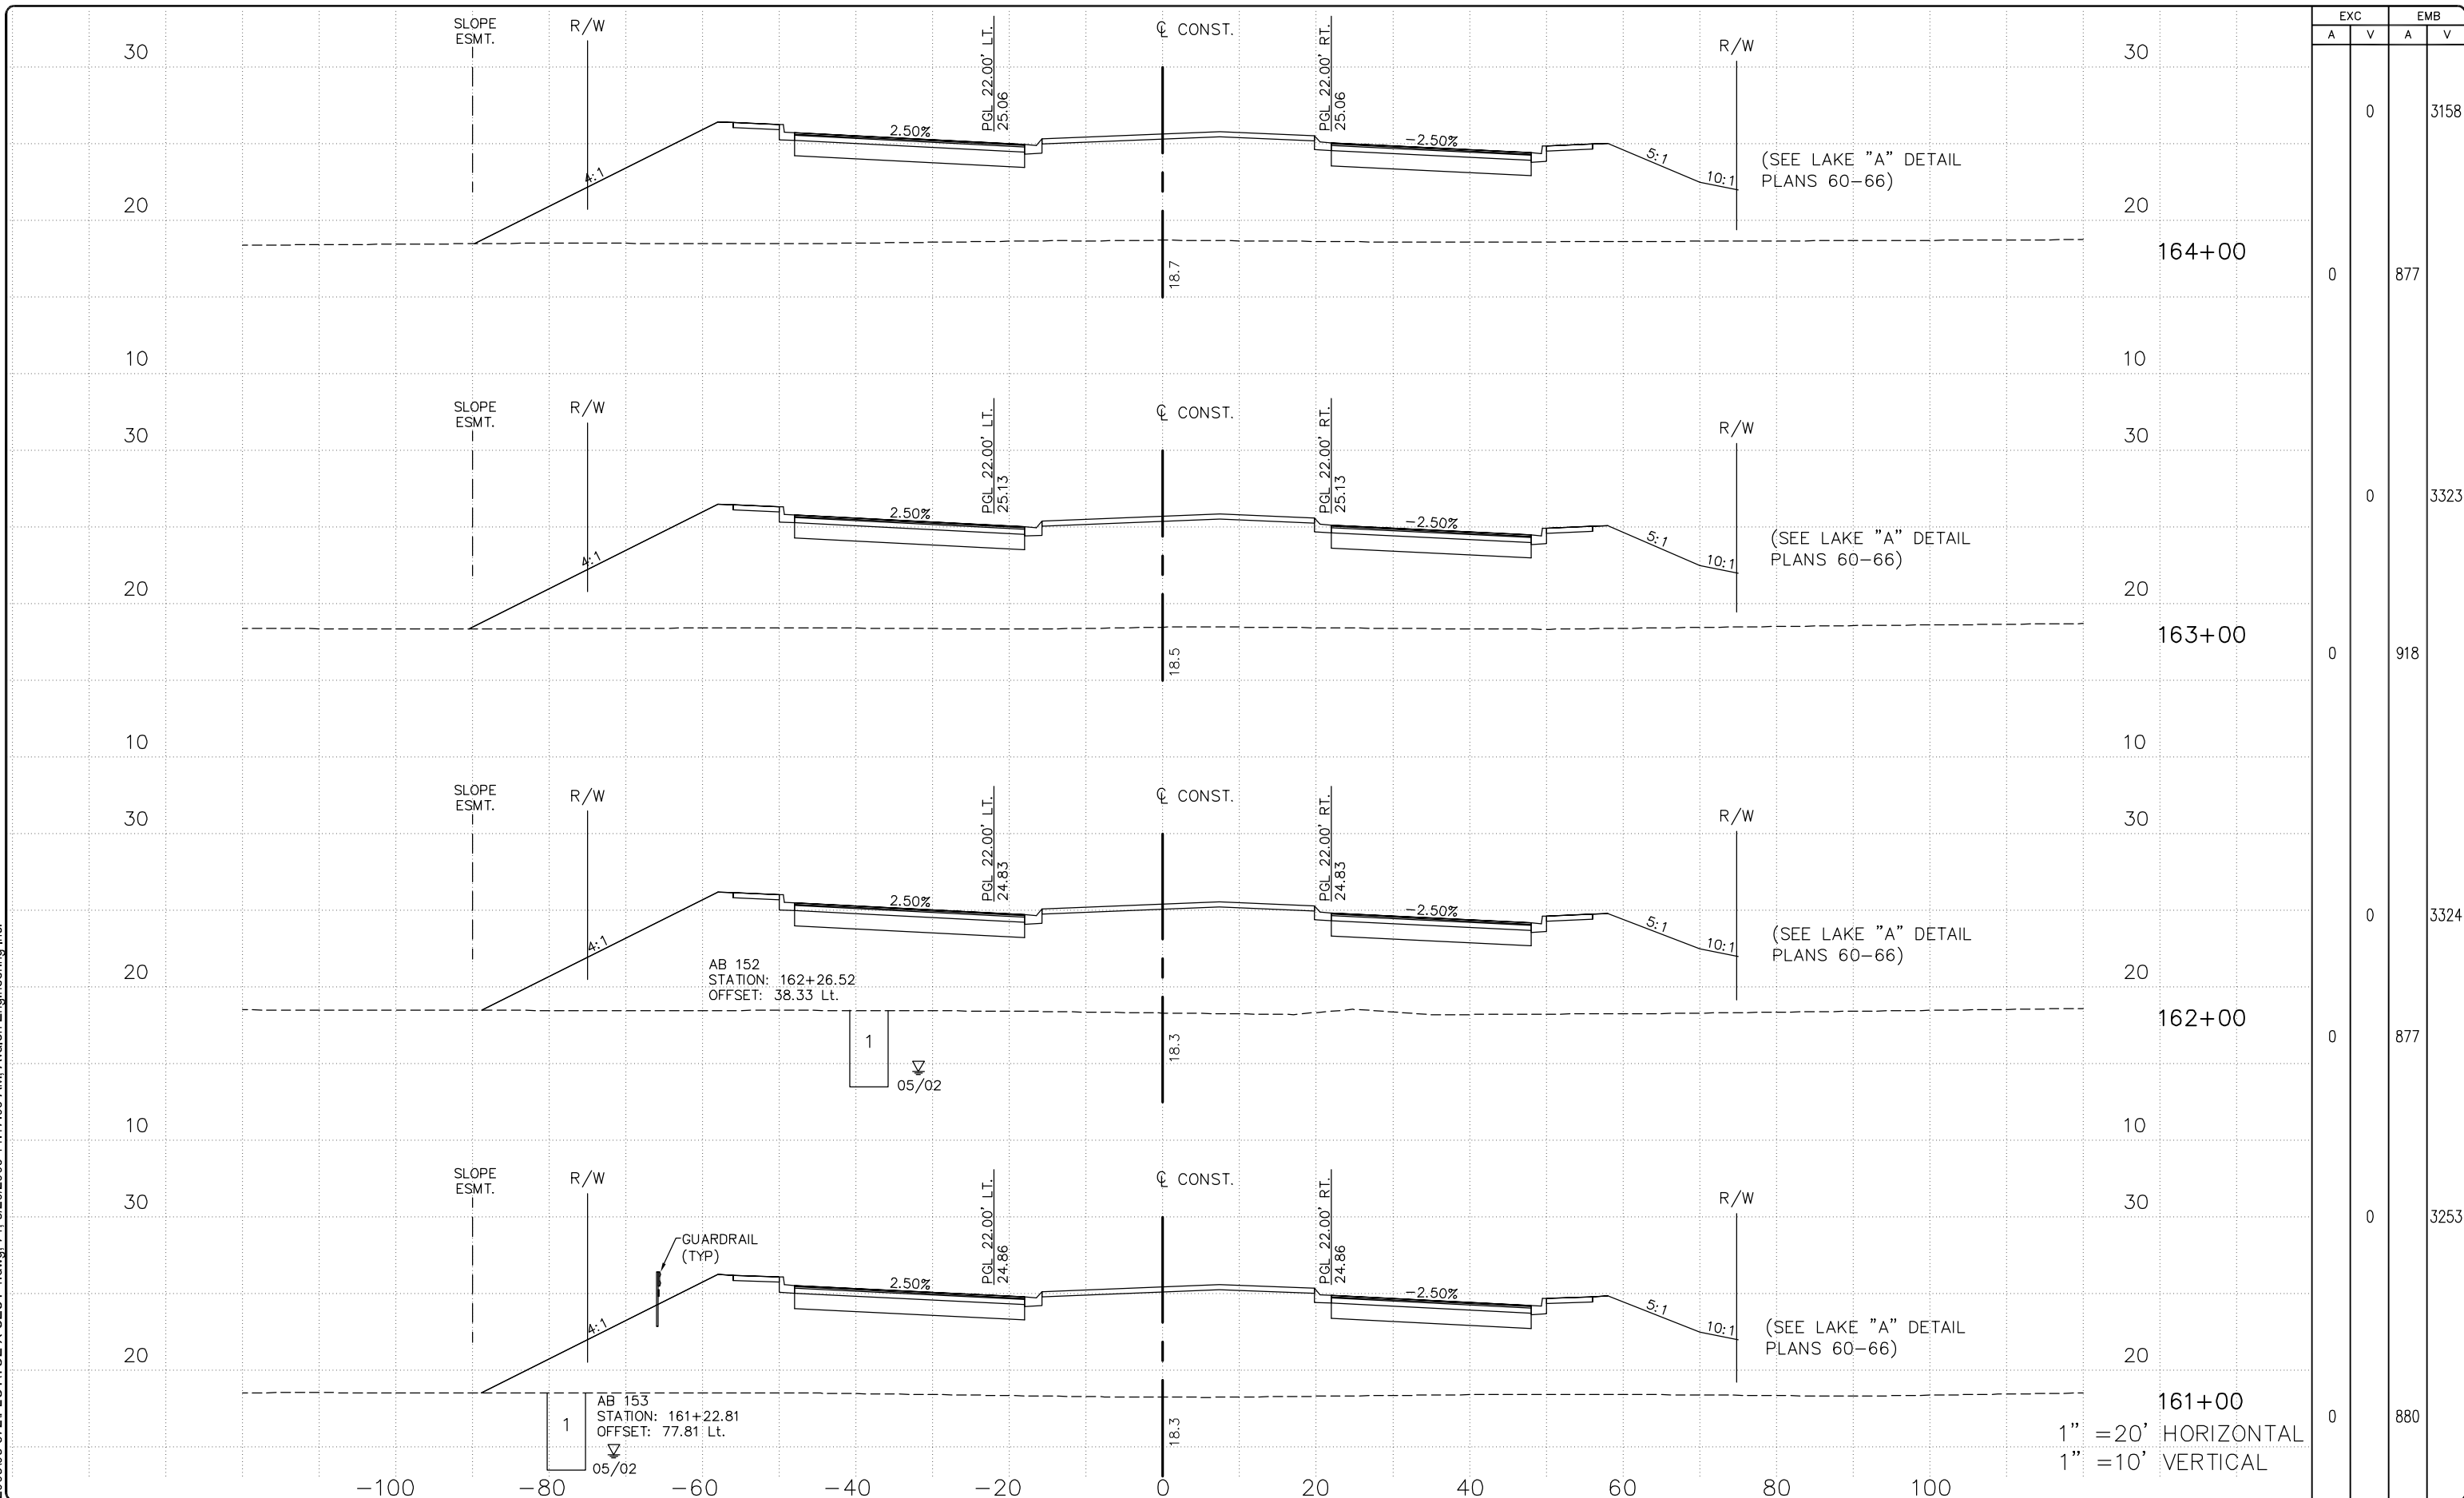 EXC EMB
A V A V
SLOPE
ESMT.
R/W
PGL 22.00' LT.
25.06
℄ CONST.
PGL 22.00' RT.
25.06
R/W
30 30
0 3158
2.50% -2.50%
4:1
5:1
10:1
(SEE LAKE "A" DETAIL
PLANS 60-66)
20 20
164+00
18.7
0 877
10 10
SLOPE
ESMT.
R/W
PGL 22.00' LT.
25.13
℄ CONST.
PGL 22.00' RT.
25.13
R/W
30 30
0 3323
2.50% -2.50%
4:1
5:1
10:1
(SEE LAKE "A" DETAIL
PLANS 60-66)
20 20
163+00
18.5
0 918
10 10
SLOPE
ESMT.
R/W
PGL 22.00' LT.
24.83
℄ CONST.
PGL 22.00' RT.
24.83
R/W
30 30
0 3324
2.50% -2.50%
4:1
5:1
10:1
(SEE LAKE "A" DETAIL
PLANS 60-66)
AB 152
STATION: 162+26.52
OFFSET: 38.33 Lt.
20 20
162+00
1
05/02
18.3
0 877
10 10
SLOPE
ESMT.
R/W
PGL 22.00' LT.
24.86
℄ CONST.
PGL 22.00' RT.
24.86
R/W
30 30
0 3253
GUARDRAIL
(TYP)
2.50% -2.50%
4:1
5:1
10:1
(SEE LAKE "A" DETAIL
PLANS 60-66)
20 20
161+00
AB 153
STATION: 161+22.81
OFFSET: 77.81 Lt.
1
05/02
18.3
0 880
1" =20' HORIZONTAL
1" =10' VERTICAL
-100 -80 -60 -40 -20 0 20 40 60 80 100